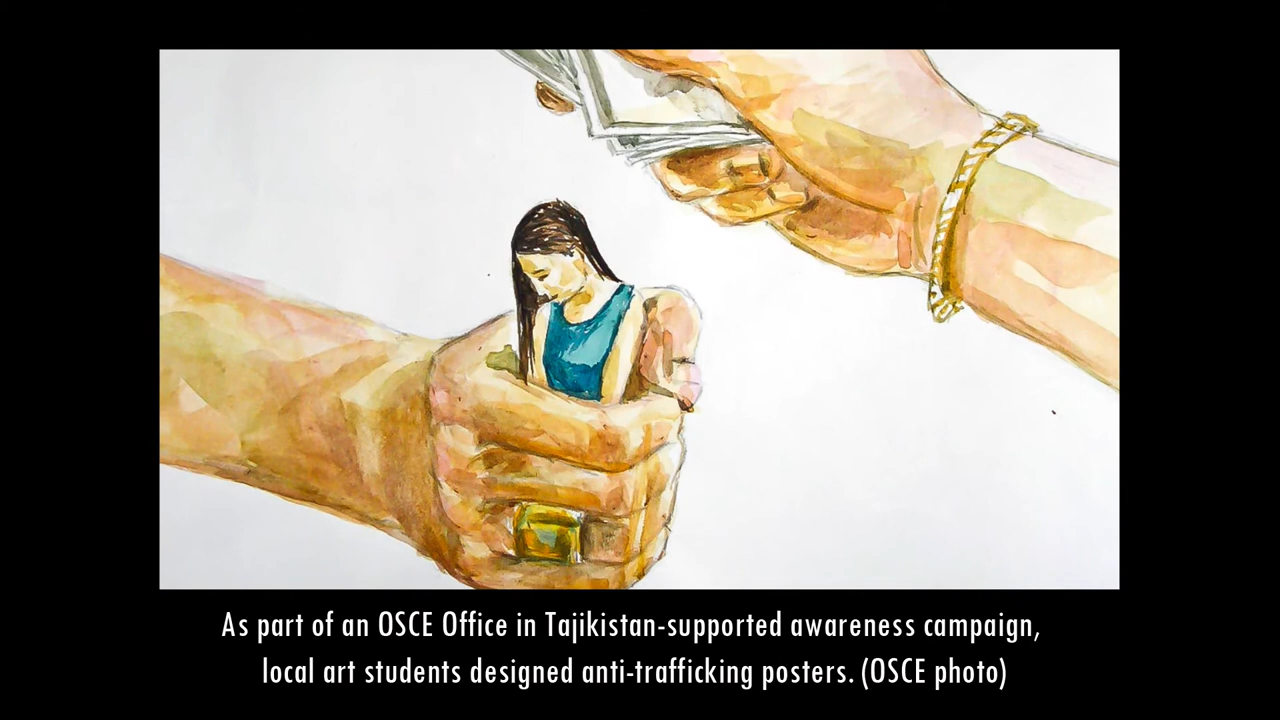 As part of an OSCE Office in Tajikistan-supported awareness campaign,
local art students designed anti-trafficking posters. (OSCE photo)